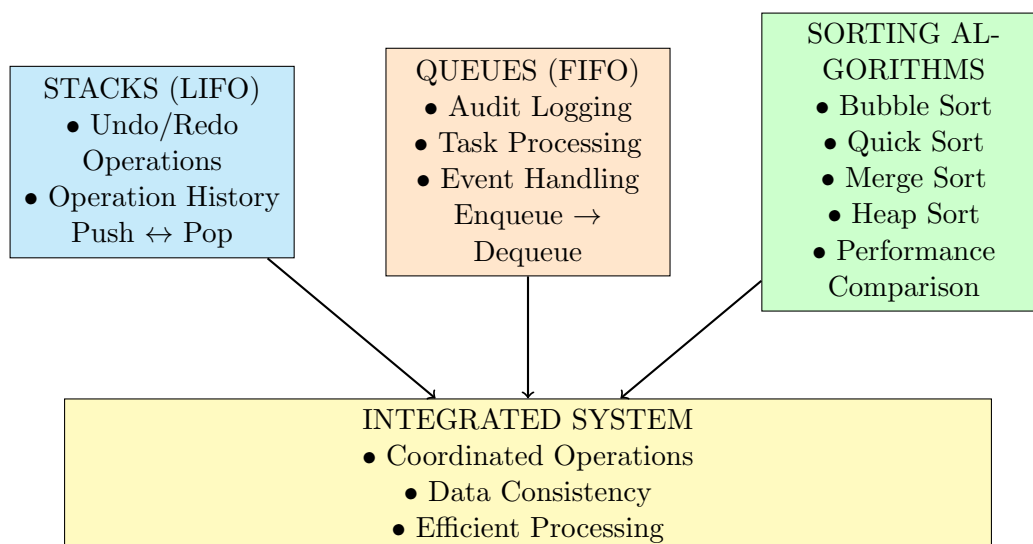 STACKS (LIFO)
• Undo/Redo
Operations
• Operation History
Push ↔ Pop
QUEUES (FIFO)
• Audit Logging
• Task Processing
• Event Handling
Enqueue →
Dequeue
SORTING AL-
GORITHMS
• Bubble Sort
• Quick Sort
• Merge Sort
• Heap Sort
• Performance
Comparison
INTEGRATED SYSTEM
• Coordinated Operations
• Data Consistency
• Efficient Processing